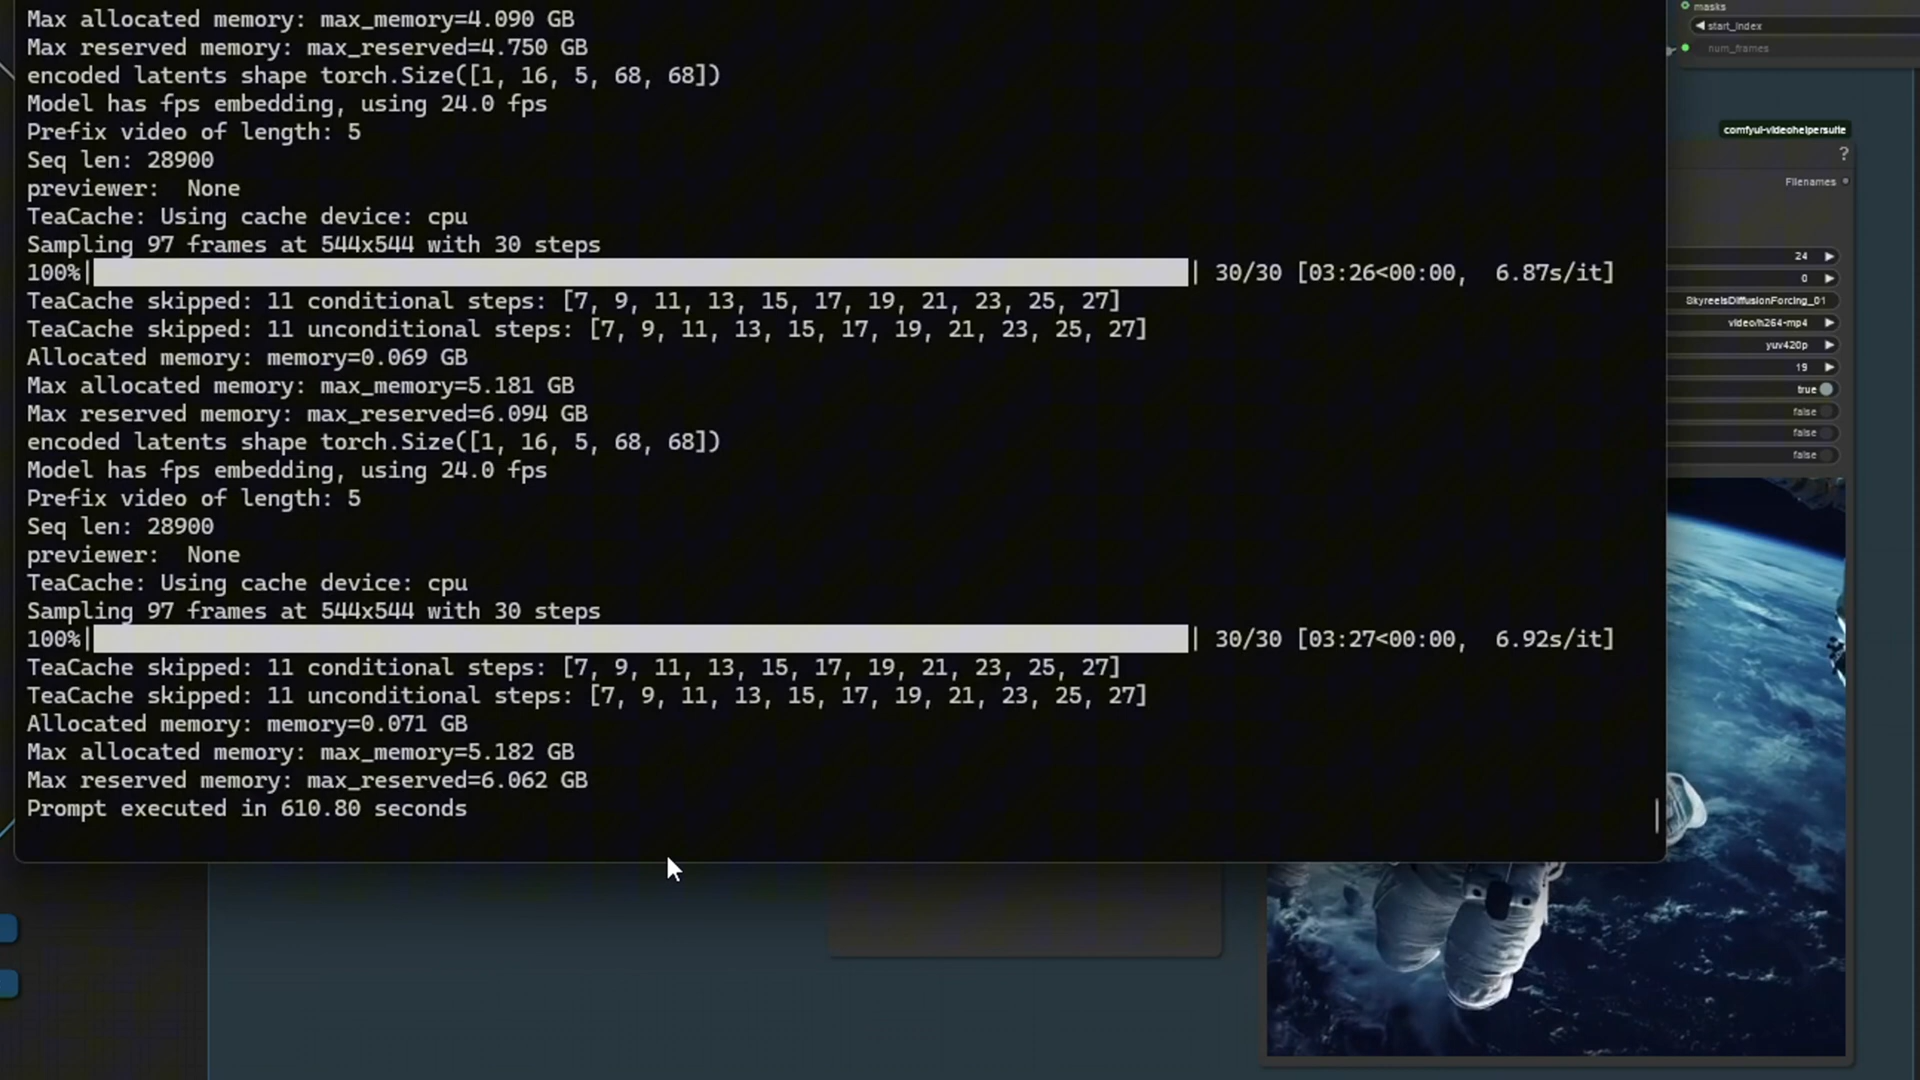 Max allocated memory: max_memory=4.090 GB
Max reserved memory: max_reserved=4.750 GB
encoded latents shape torch.Size([1, 16, 5, 68, 68])
Model has fps embedding, using 24.0 fps
Prefix video of length: 5
Seq len: 28900
previewer:  None
TeaCache: Using cache device: cpu
Sampling 97 frames at 544x544 with 30 steps
100%| | 30/30 [03:26<00:00,  6.87s/it]
TeaCache skipped: 11 conditional steps: [7, 9, 11, 13, 15, 17, 19, 21, 23, 25, 27]
TeaCache skipped: 11 unconditional steps: [7, 9, 11, 13, 15, 17, 19, 21, 23, 25, 27]
Allocated memory: memory=0.069 GB
Max allocated memory: max_memory=5.181 GB
Max reserved memory: max_reserved=6.094 GB
encoded latents shape torch.Size([1, 16, 5, 68, 68])
Model has fps embedding, using 24.0 fps
Prefix video of length: 5
Seq len: 28900
previewer:  None
TeaCache: Using cache device: cpu
Sampling 97 frames at 544x544 with 30 steps
100%| | 30/30 [03:27<00:00,  6.92s/it]
TeaCache skipped: 11 conditional steps: [7, 9, 11, 13, 15, 17, 19, 21, 23, 25, 27]
TeaCache skipped: 11 unconditional steps: [7, 9, 11, 13, 15, 17, 19, 21, 23, 25, 27]
Allocated memory: memory=0.071 GB
Max allocated memory: max_memory=5.182 GB
Max reserved memory: max_reserved=6.062 GB
Prompt executed in 610.80 seconds
masks
start_index
num_frames
comfyui-videohelpersuite
?
Filenames
24
0
SkyreelsDiffusionForcing_01
video/h264-mp4
yuv420p
19
true
false
false
false